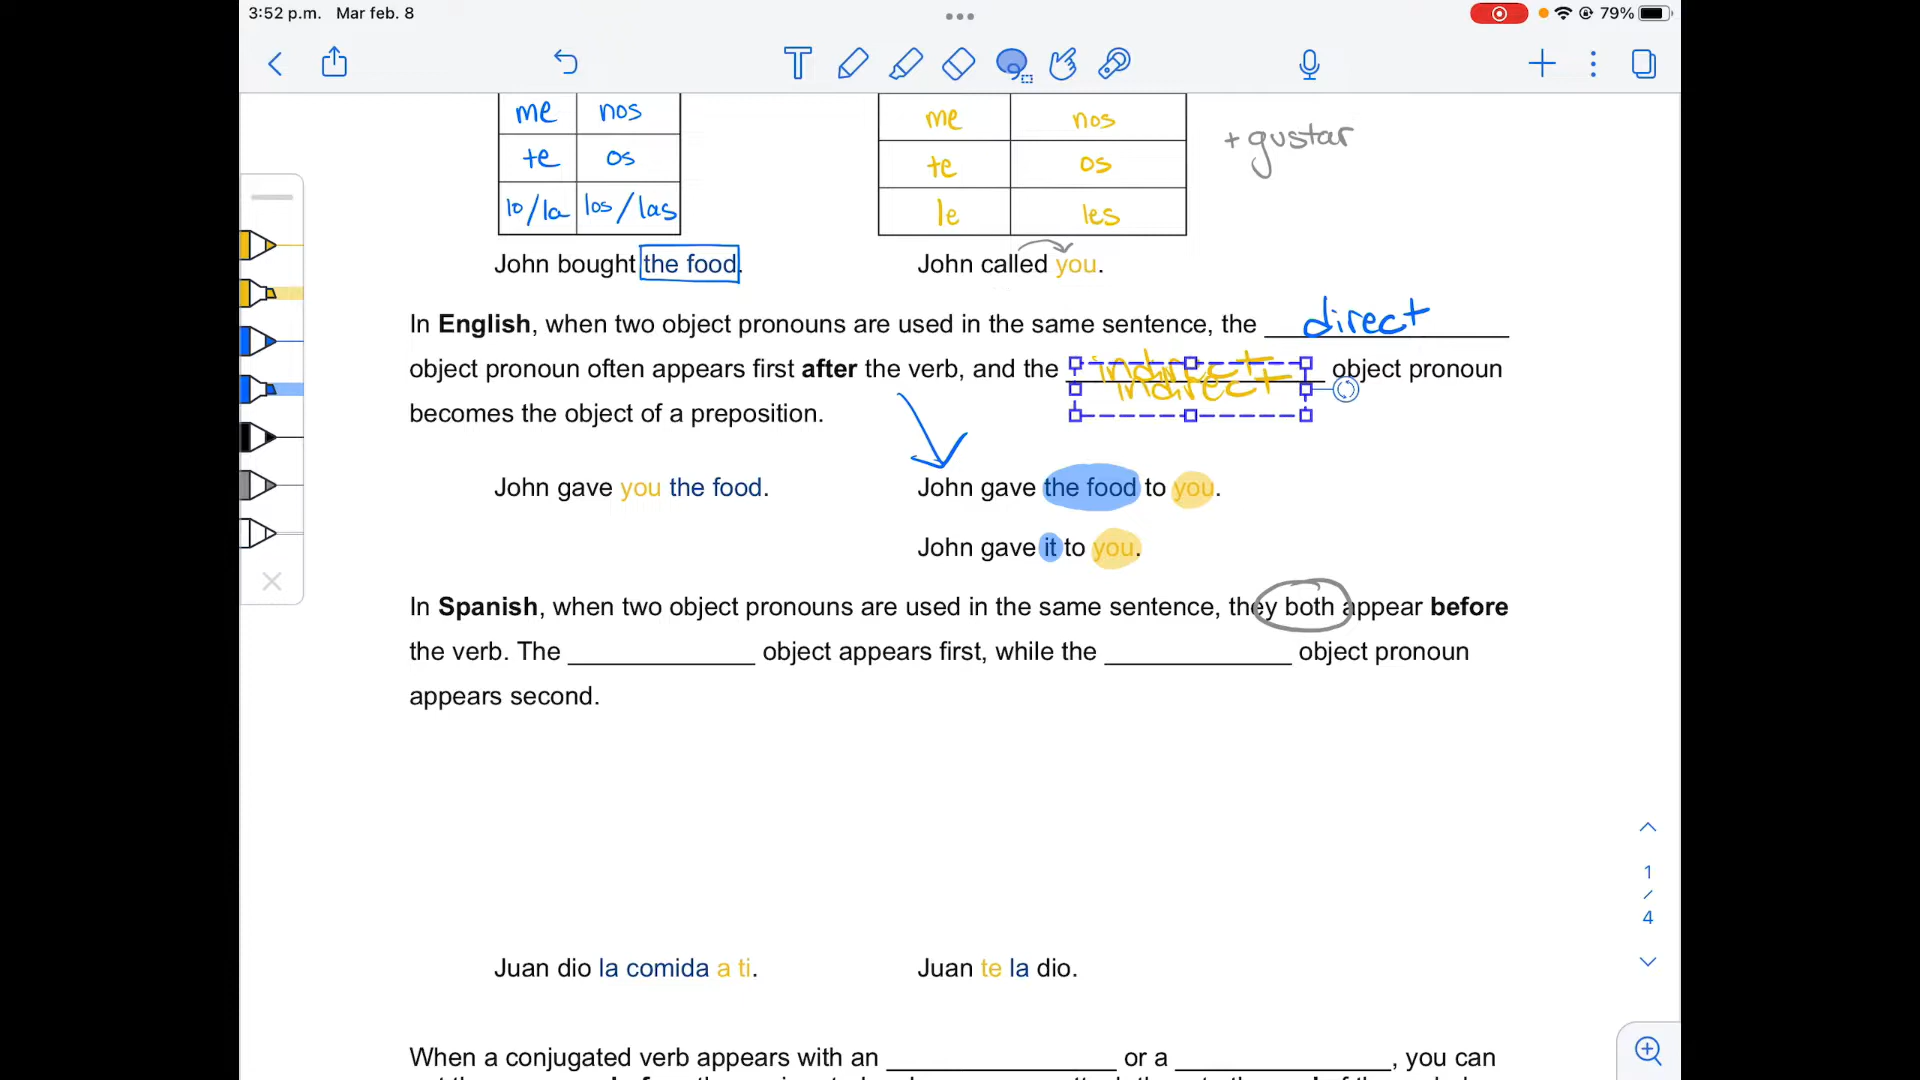 3:52 p.m. Mar feb. 8
79%
me nos
te os
lo/la los/las
me nos
te os
le les
+ gustar
John bought the food.
John called you.
In English, when two object pronouns are used in the same sentence, the direct
object pronoun often appears first after the verb, and the indirect indirect object pronoun
becomes the object of a preposition.
John gave you the food.
John gave the food to you.
John gave it to you.
In Spanish, when two object pronouns are used in the same sentence, they both appear before
the verb. The ______________ object appears first, while the ______________ object pronoun
appears second.
1
/
4
Juan dio la comida a ti.
Juan te la dio.
When a conjugated verb appears with an ________________ or a ________________, you can